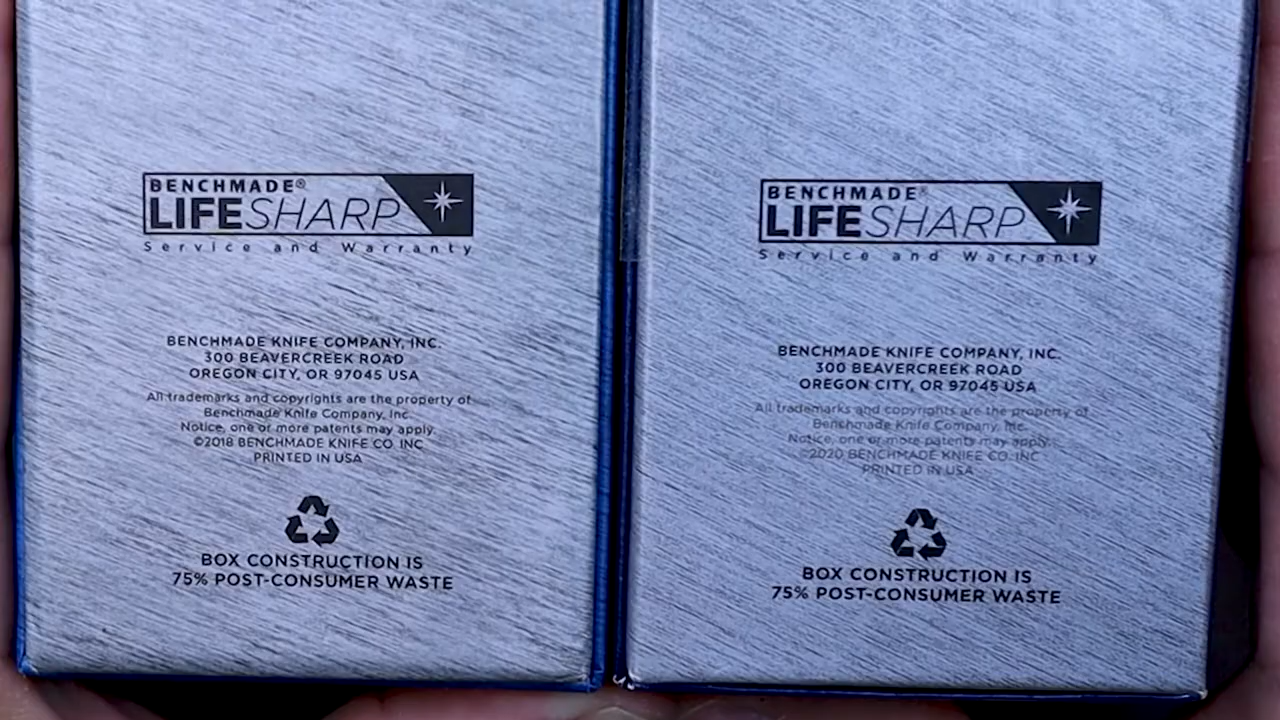 BENCHMADE®
LIFESHARP
Service and Warranty
BENCHMADE KNIFE COMPANY, INC.
300 BEAVERCREEK ROAD
OREGON CITY, OR 97045 USA
All trademarks and copyrights are the property of
Benchmade Knife Company, Inc.
Notice, one or more patents may apply.
©2018 BENCHMADE KNIFE CO. INC
PRINTED IN USA
BOX CONSTRUCTION IS
75% POST-CONSUMER WASTE
BENCHMADE®
LIFESHARP
Service and Warranty
BENCHMADE KNIFE COMPANY, INC.
300 BEAVERCREEK ROAD
OREGON CITY, OR 97045 USA
All trademarks and copyrights are the property of
Benchmade Knife Company, Inc.
Notice, one or more patents may apply.
©2020 BENCHMADE KNIFE CO. INC
PRINTED IN USA
BOX CONSTRUCTION IS
75% POST-CONSUMER WASTE